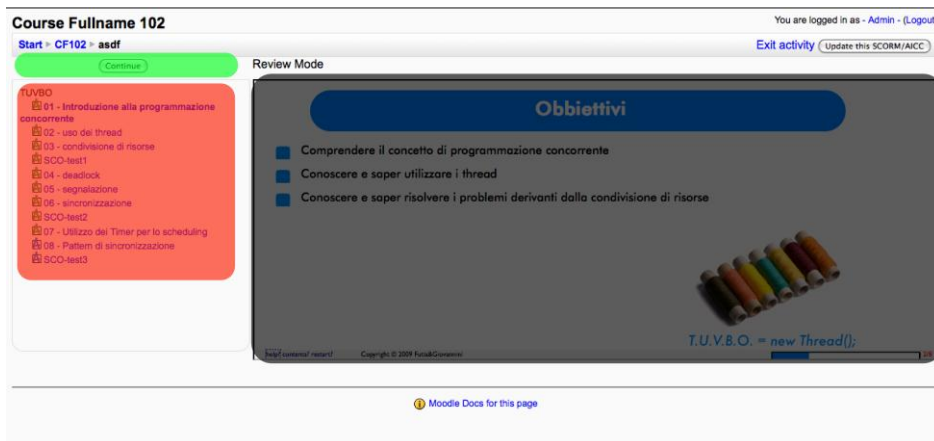 Course Fullname 102
You are logged in as - Admin - (Logout
Start ► CF102 ► asdf
Exit activity Update this SCORM/AICC
Continue
Review Mode
TUVBO
01 - Introduzione alla programmazione
concorrente
02 - uso dei thread
03 - condivisione di risorse
SCO-test1
04 - deadlock
05 - segnalazione
06 - sincronizzazione
SCO-test2
07 - Utilizzo dei Timer per lo scheduling
08 - Pattern di sincronizzazione
SCO-test3
Obbiettivi
Comprendere il concetto di programmazione concorrente
Conoscere e saper utilizzare i thread
Conoscere e saper risolvere i problemi derivanti dalla condivisione di risorse
T.U.V.B.O. = new Thread();
help! contents! restart!
Copyright © 2009
Moodle Docs for this page